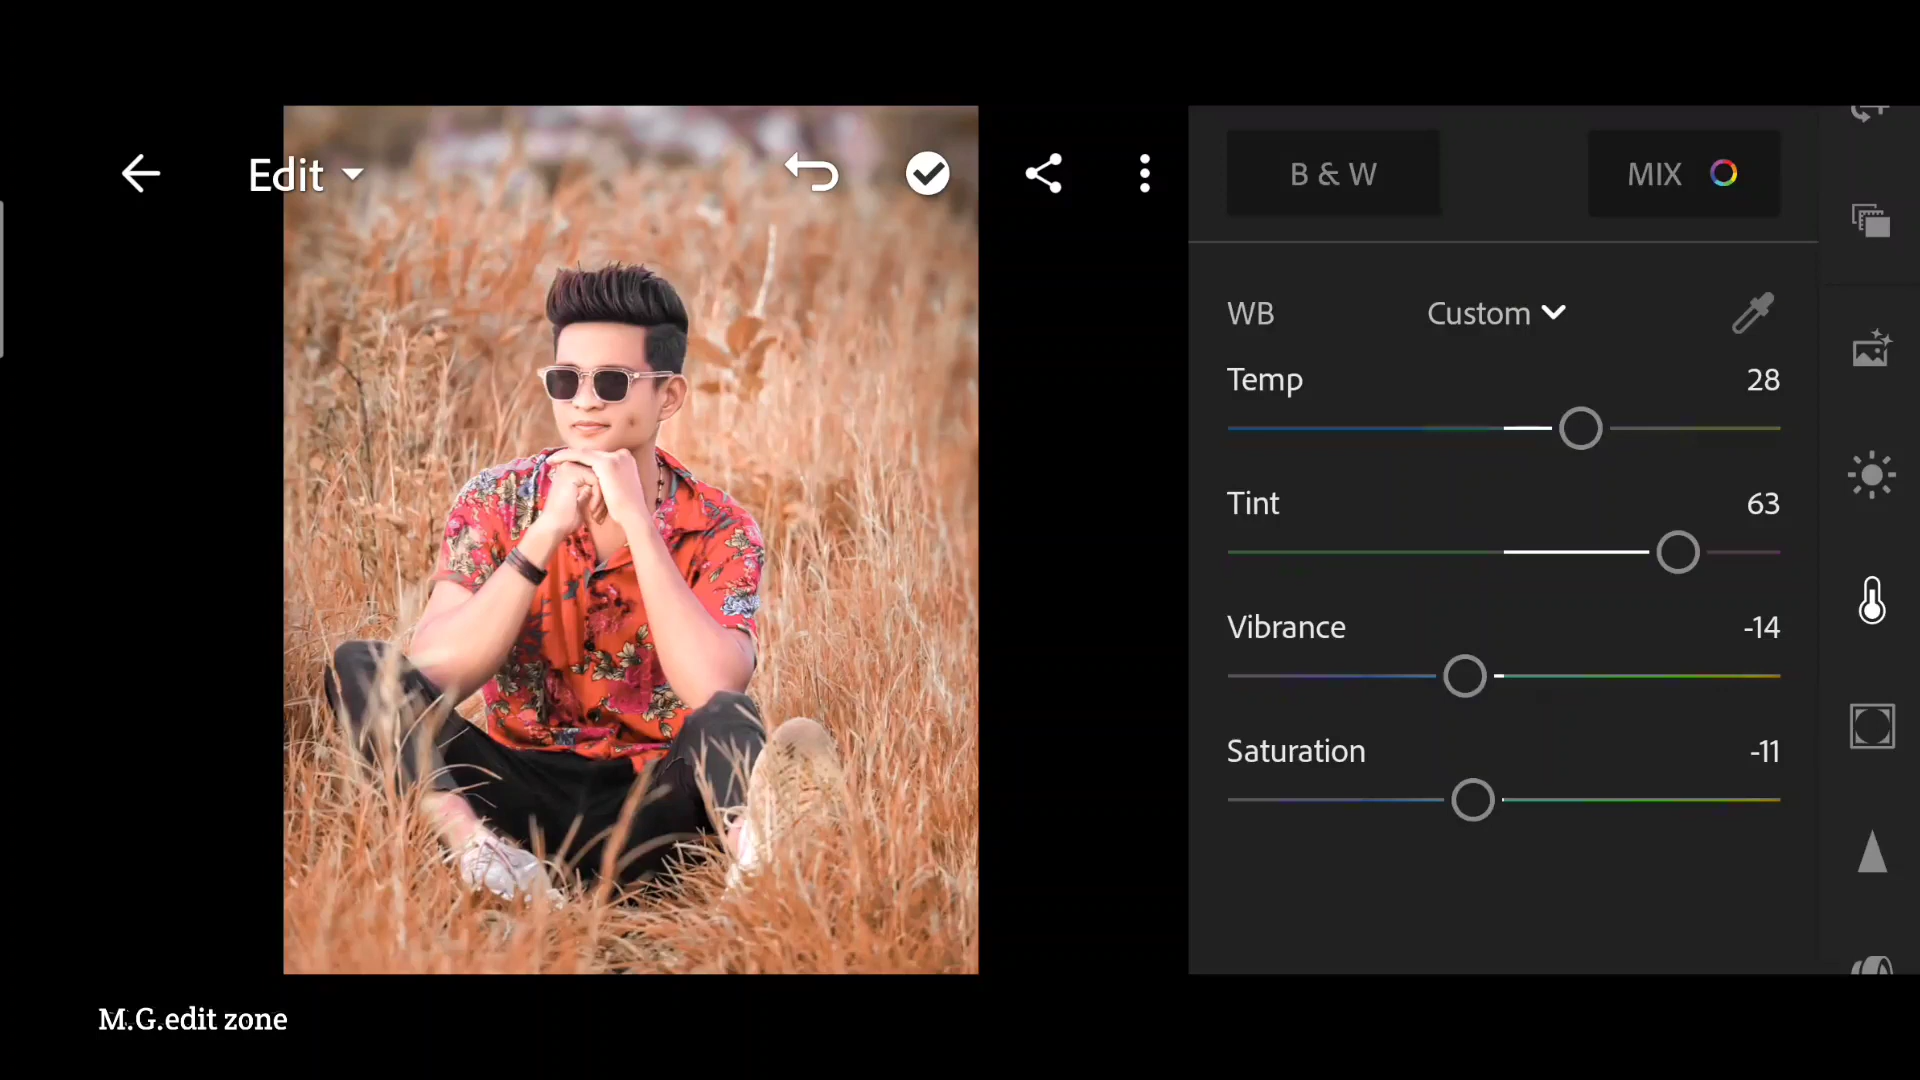 Edit
B & W
MIX
WB
Custom
Temp
28
Tint
63
Vibrance
-14
Saturation
-11
M.G.edit zone